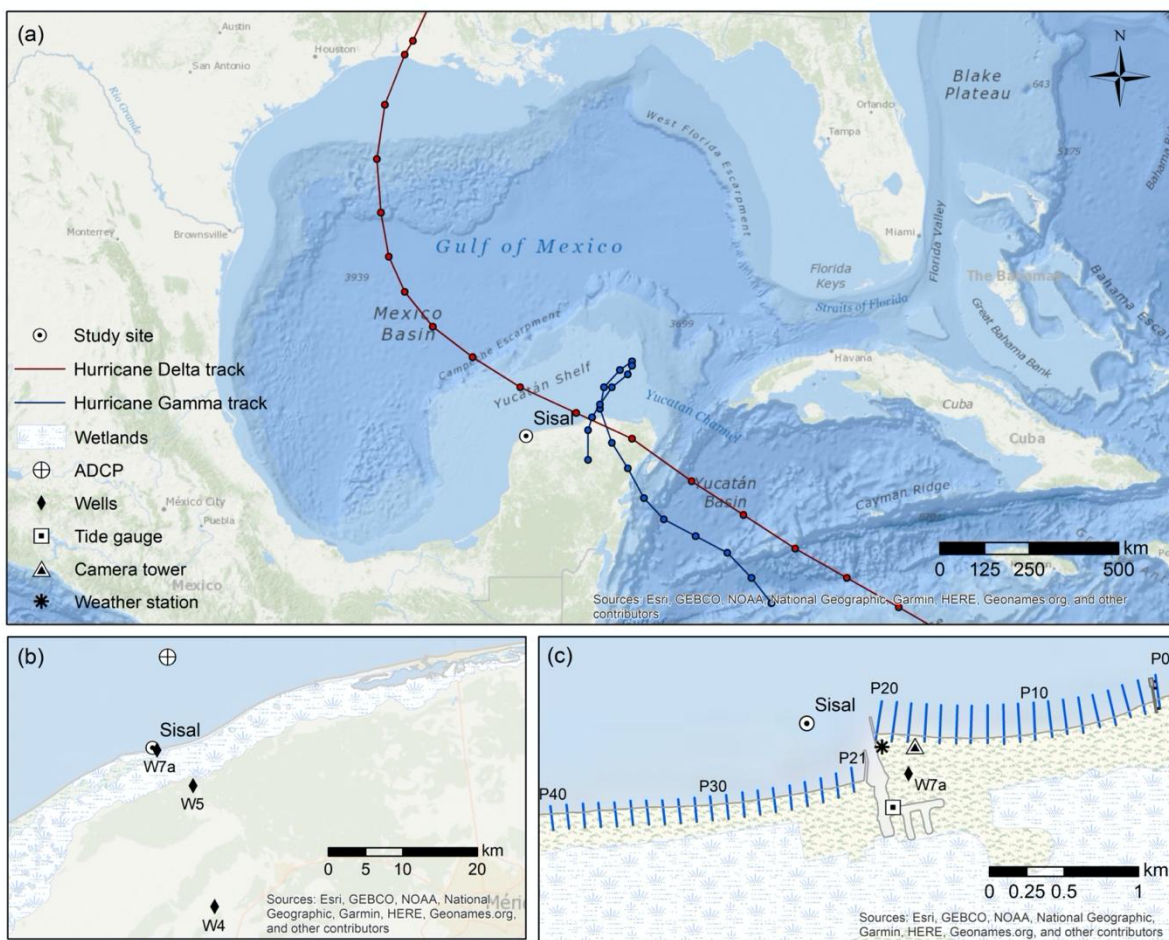 (a)
Austin
Houston
San Antonio
Rio Grande
Monterrey
Brownsville
Gulf of Mexico
3939
Mexico
Basin
Campeche Escarpment
Yucatán Shelf
Sisal
3699
Yucatan Channel
West Florida Escarpment
Orlando
Tampa
Miami
Florida
Keys
Straits of Florida
Florida Valley
Blake
Plateau
643
5175
The Bahamas
Great Bahama Bank
Havana
Cuba
Cuba
Cayman Ridge
Yucatán
Basin
México City
Puebla
Mexico
N
Study site
Hurricane Delta track
Hurricane Gamma track
Wetlands
ADCP
Wells
Tide gauge
Camera tower
Weather station
km
0 125 250 500
Sources: Esri, GEBCO, NOAA, National Geographic, Garmin, HERE, Geonames.org, and other
contributors
(b)
Sisal
W7a
W5
W4
km
0 5 10 20
Sources: Esri, GEBCO, NOAA, National
Geographic, Garmin, HERE, Geonames.org,
and other contributors
(c)
P0
P10
P20
Sisal
P21
P30
P40
W7a
km
0 0.25 0.5 1
Sources: Esri, GEBCO, NOAA, National Geographic,
Garmin, HERE, Geonames.org, and other contributors